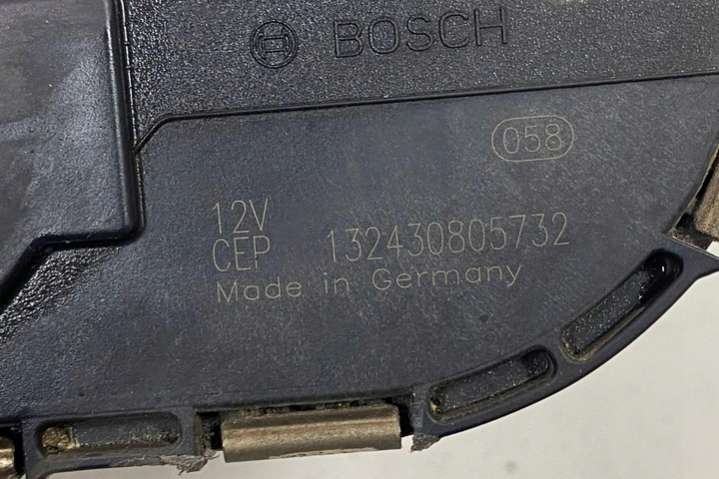 BOSCH
058
12V
CEP 132430805732
Made in Germany